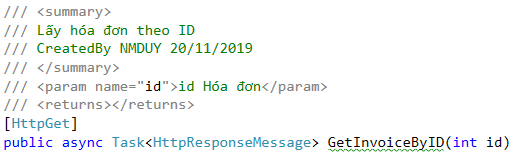 /// <summary>
/// Lấy hóa đơn theo ID
/// CreatedBy NMDUY 20/11/2019
/// </summary>
/// <param name="id">id Hóa đơn</param>
/// <returns></returns>
[HttpGet]
public async Task<HttpResponseMessage> GetInvoiceByID(int id)